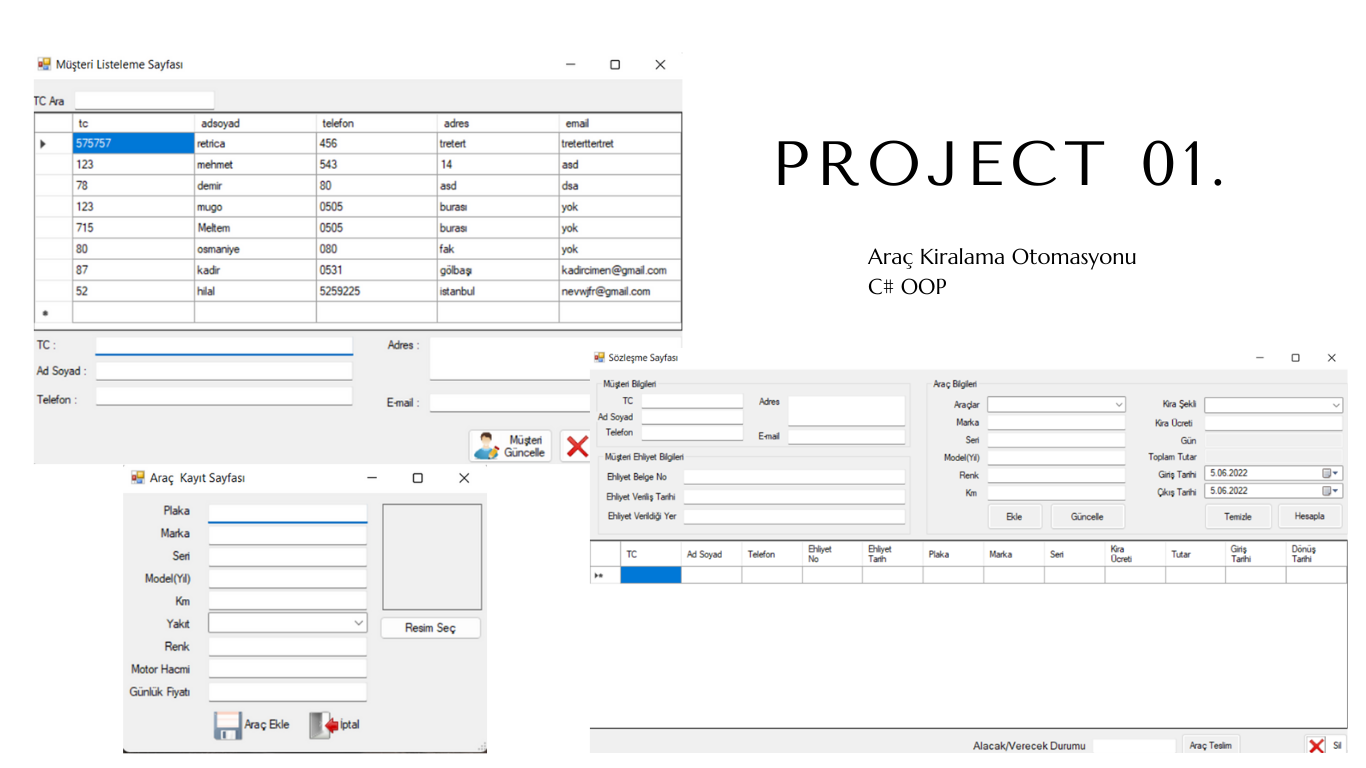 Müşteri Listeleme Sayfası
TC Ara
tc adsoyad telefon adres email
575757 retrica 456 tretert treterttertret
123 mehmet 543 14 asd
78 demir 80 asd dsa
123 mugo 0505 burası yok
715 Meltem 0505 burası yok
80 osmaniye 080 fak yok
87 kadir 0531 gölbaşı kadircimen@gmail.com
52 hilal 5259225 istanbul nevwjfr@gmail.com
TC :
Ad Soyad :
Telefon :
Adres :
E-mail :
Müşteri
Güncelle
PROJECT 01.
Araç Kiralama Otomasyonu
C# OOP
Araç Kayıt Sayfası
Plaka
Marka
Seri
Model(Yıl)
Km
Yakıt
Renk
Motor Hacmi
Günlük Fiyatı
Resim Seç
Araç Ekle
İptal
Sözleşme Sayfası
Müşteri Bilgileri
TC
Ad Soyad
Telefon
Adres
E-mail
Müşteri Ehliyet Bilgileri
Ehliyet Belge No
Ehliyet Veriliş Tarihi
Ehliyet Verildiği Yer
Araç Bilgileri
Araçlar
Marka
Seri
Model(Yıl)
Renk
Km
Ekle
Güncelle
Kira Şekli
Kira Ücreti
Gün
Toplam Tutar
Giriş Tarihi 5.06.2022
Çıkış Tarihi 5.06.2022
Temizle
Hesapla
TC Ad Soyad Telefon Ehliyet No Ehliyet Tarih Plaka Marka Seri Kira Ücreti Tutar Giriş Tarihi Dönüş Tarihi
Alacak/Verecek Durumu
Araç Teslim
Sil